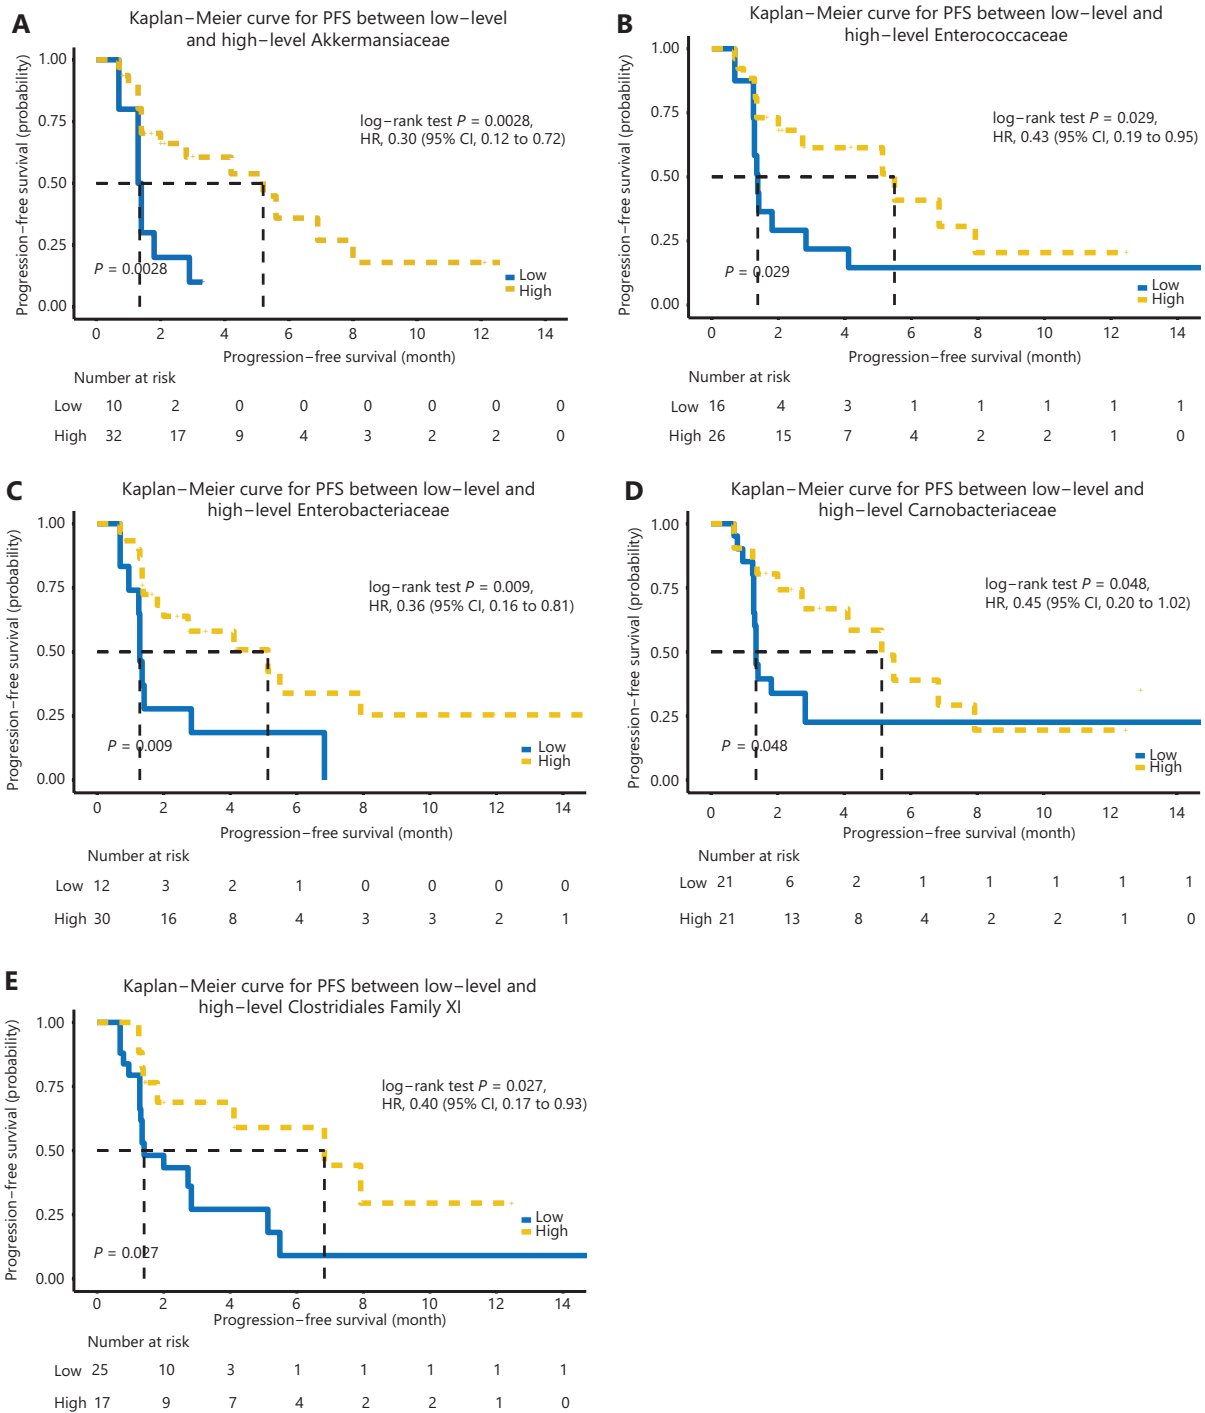 A
Kaplan−Meier curve for PFS between low−level
and high−level Akkermansiaceae
Progression−free survival (probability)
1.00
0.75
0.50
0.25
0.00
log−rank test P = 0.0028,
HR, 0.30 (95% CI, 0.12 to 0.72)
P = 0.0028
Low
High
0 2 4 6 8 10 12 14
Progression−free survival (month)
Number at risk
Low 10 2 0 0 0 0 0 0
High 32 17 9 4 3 2 2 0
B
Kaplan−Meier curve for PFS between low−level and
high−level Enterococcaceae
Progression−free survival (probability)
1.00
0.75
0.50
0.25
0.00
log−rank test P = 0.029,
HR, 0.43 (95% CI, 0.19 to 0.95)
P = 0.029
Low
High
0 2 4 6 8 10 12 14
Progression−free survival (month)
Number at risk
Low 16 4 3 1 1 1 1 1
High 26 15 7 4 2 2 1 0
C
Kaplan−Meier curve for PFS between low−level and
high−level Enterobacteriaceae
Progression−free survival (probability)
1.00
0.75
0.50
0.25
0.00
log−rank test P = 0.009,
HR, 0.36 (95% CI, 0.16 to 0.81)
P = 0.009
Low
High
0 2 4 6 8 10 12 14
Progression−free survival (month)
Number at risk
Low 12 3 2 1 0 0 0 0
High 30 16 8 4 3 3 2 1
D
Kaplan−Meier curve for PFS between low−level and
high−level Carnobacteriaceae
Progression−free survival (probability)
1.00
0.75
0.50
0.25
0.00
log−rank test P = 0.048,
HR, 0.45 (95% CI, 0.20 to 1.02)
P = 0.048
Low
High
0 2 4 6 8 10 12 14
Progression−free survival (month)
Number at risk
Low 21 6 2 1 1 1 1 1
High 21 13 8 4 2 2 1 0
E
Kaplan−Meier curve for PFS between low−level and
high−level Clostridiales Family XI
Progression−free survival (probability)
1.00
0.75
0.50
0.25
0.00
log−rank test P = 0.027,
HR, 0.40 (95% CI, 0.17 to 0.93)
P = 0.027
Low
High
0 2 4 6 8 10 12 14
Progression−free survival (month)
Number at risk
Low 25 10 3 1 1 1 1 1
High 17 9 7 4 2 2 1 0